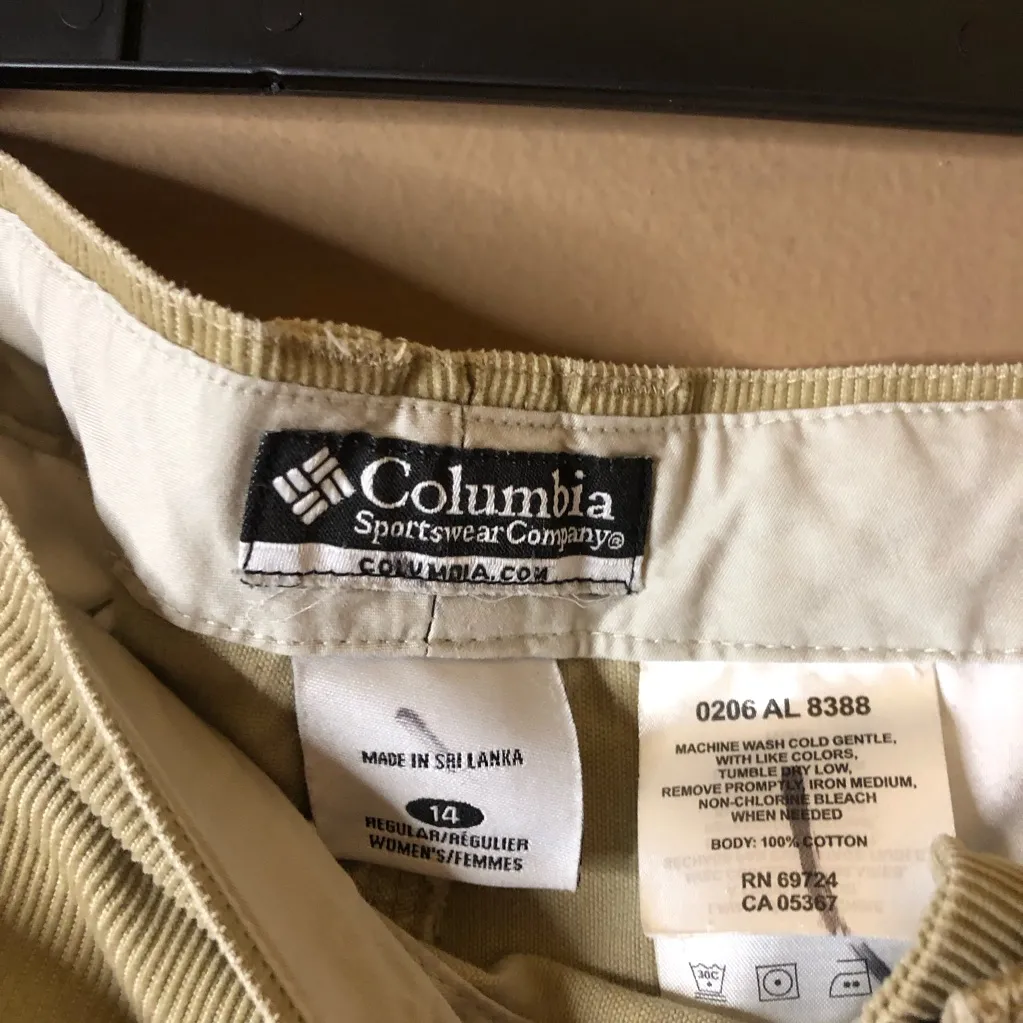 Columbia
Sportswear Company®
COLUMBIA.COM
MADE IN SRI LANKA
14
REGULAR/RÉGULIER
WOMEN'S/FEMMES
0206 AL 8388
MACHINE WASH COLD GENTLE,
WITH LIKE COLORS,
TUMBLE DRY LOW,
REMOVE PROMPTLY, IRON MEDIUM,
NON-CHLORINE BLEACH
WHEN NEEDED
BODY: 100% COTTON
RN 69724
CA 05367
30C